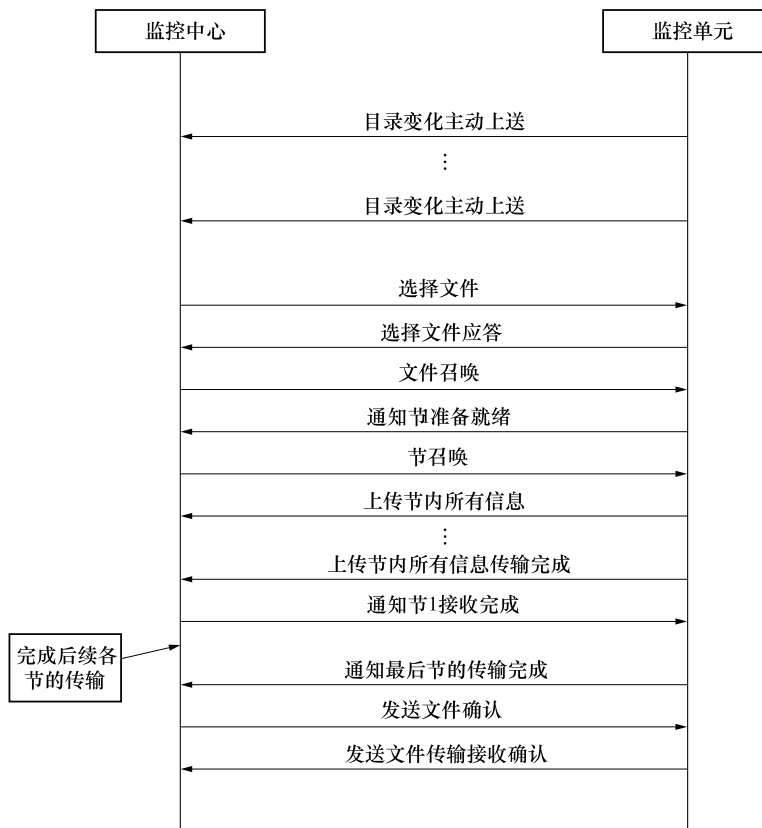 监控中心
监控单元
目录变化主动上送
⋮
目录变化主动上送
选择文件
选择文件应答
文件召唤
通知节1准备就绪
节召唤
上传节内所有信息
⋮
上传节内所有信息传输完成
通知节1接收完成
完成后续各
节的传输
通知最后节的传输完成
发送文件确认
发送文件传输接收确认